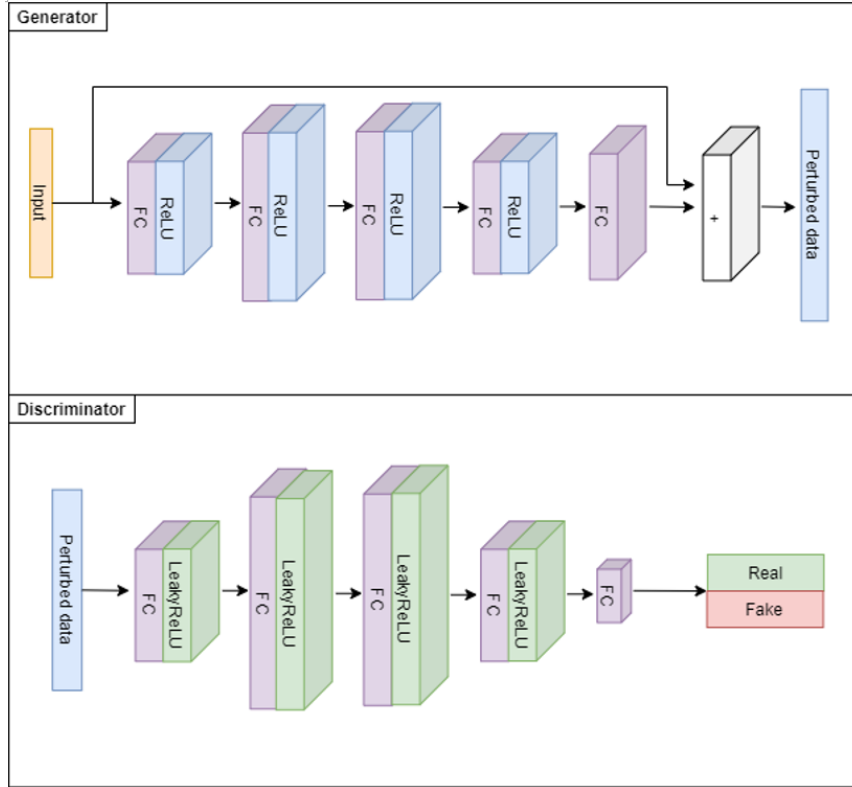 Generator
Input
FC
ReLU
FC
ReLU
FC
ReLU
FC
ReLU
FC
+
Perturbed data
Discriminator
Perturbed data
FC
LeakyReLU
FC
LeakyReLU
FC
LeakyReLU
FC
LeakyReLU
FC
Real
Fake